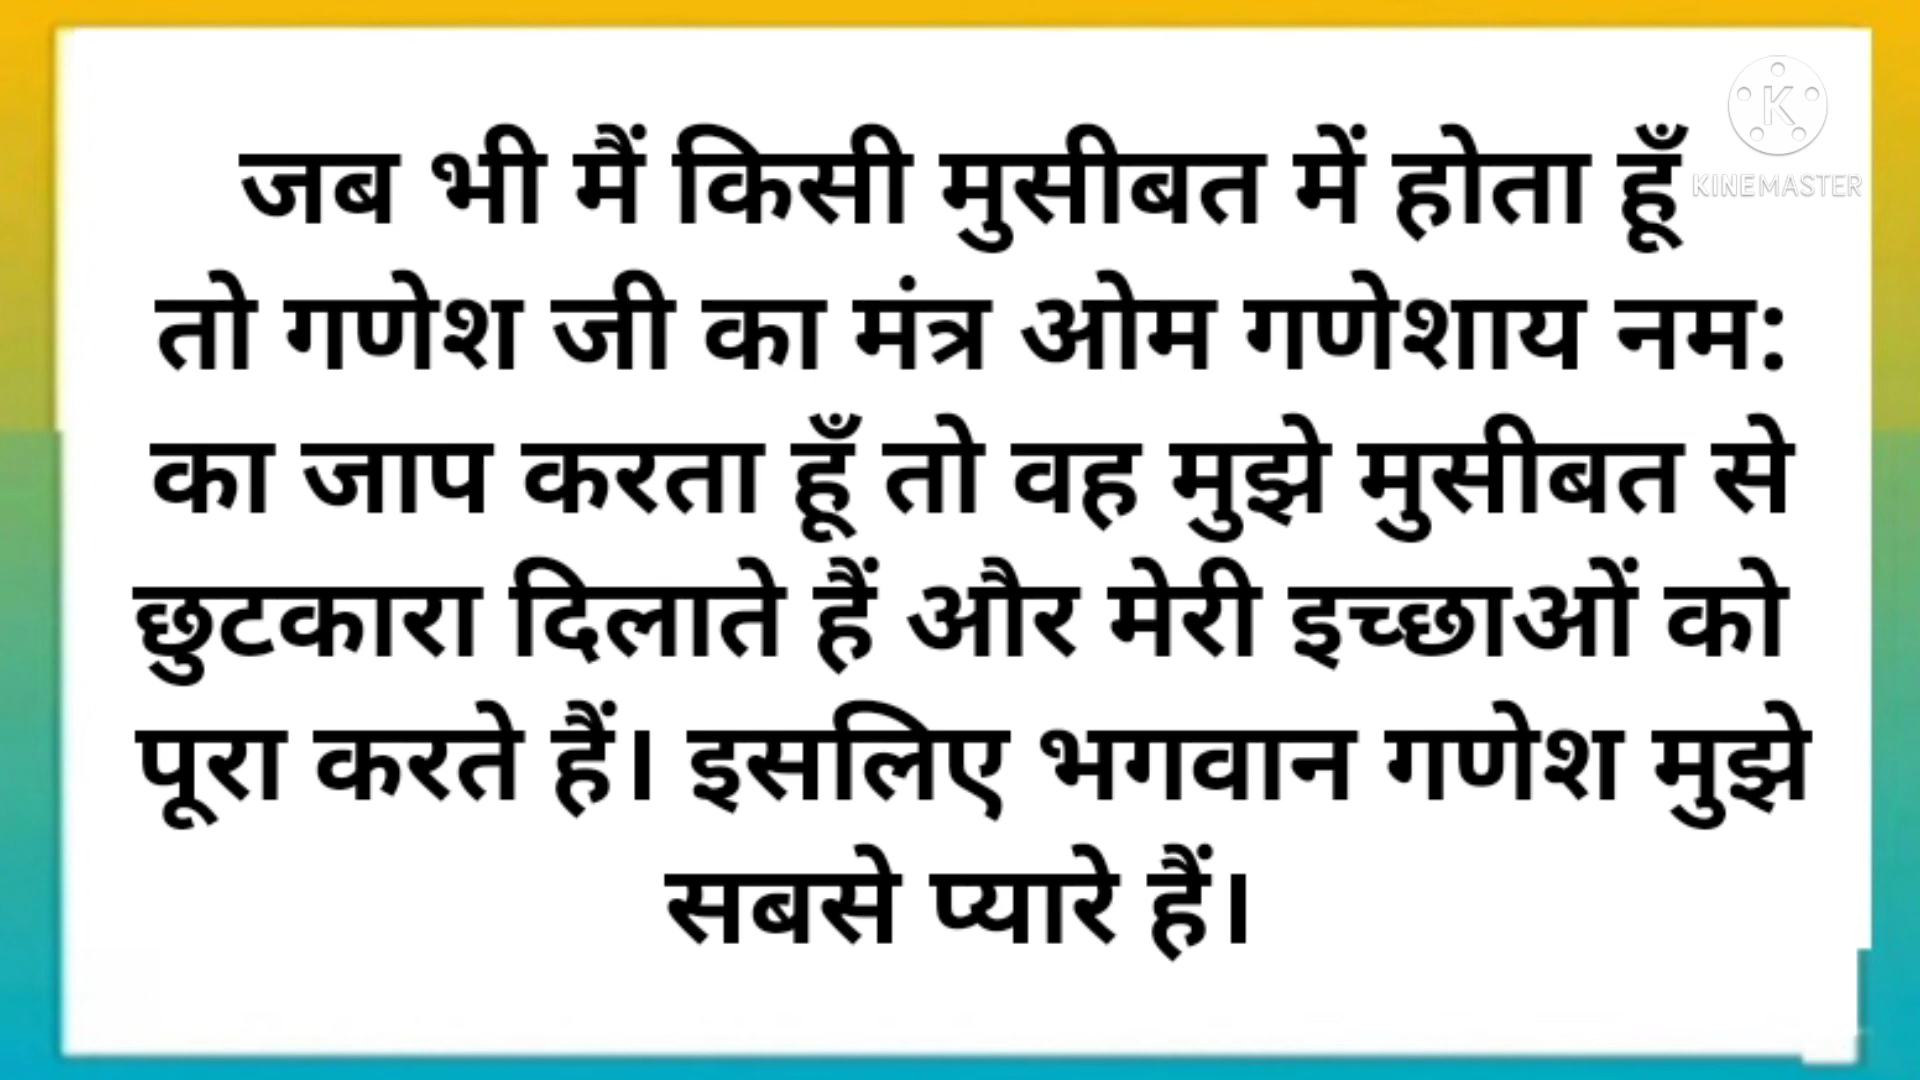 जब भी मैं किसी मुसीबत में होता हूँ
तो गणेश जी का मंत्र ओम गणेशाय नम:
का जाप करता हूँ तो वह मुझे मुसीबत से
छुटकारा दिलाते हैं और मेरी इच्छाओं को
पूरा करते हैं। इसलिए भगवान गणेश मुझे
सबसे प्यारे हैं।
K
KINEMASTER